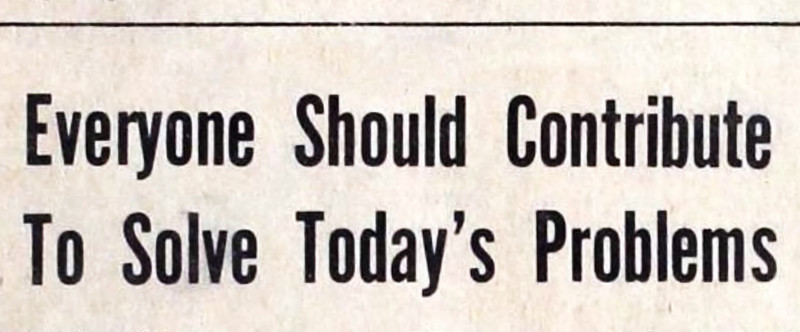 Everyone Should Contribute
To Solve Today's Problems